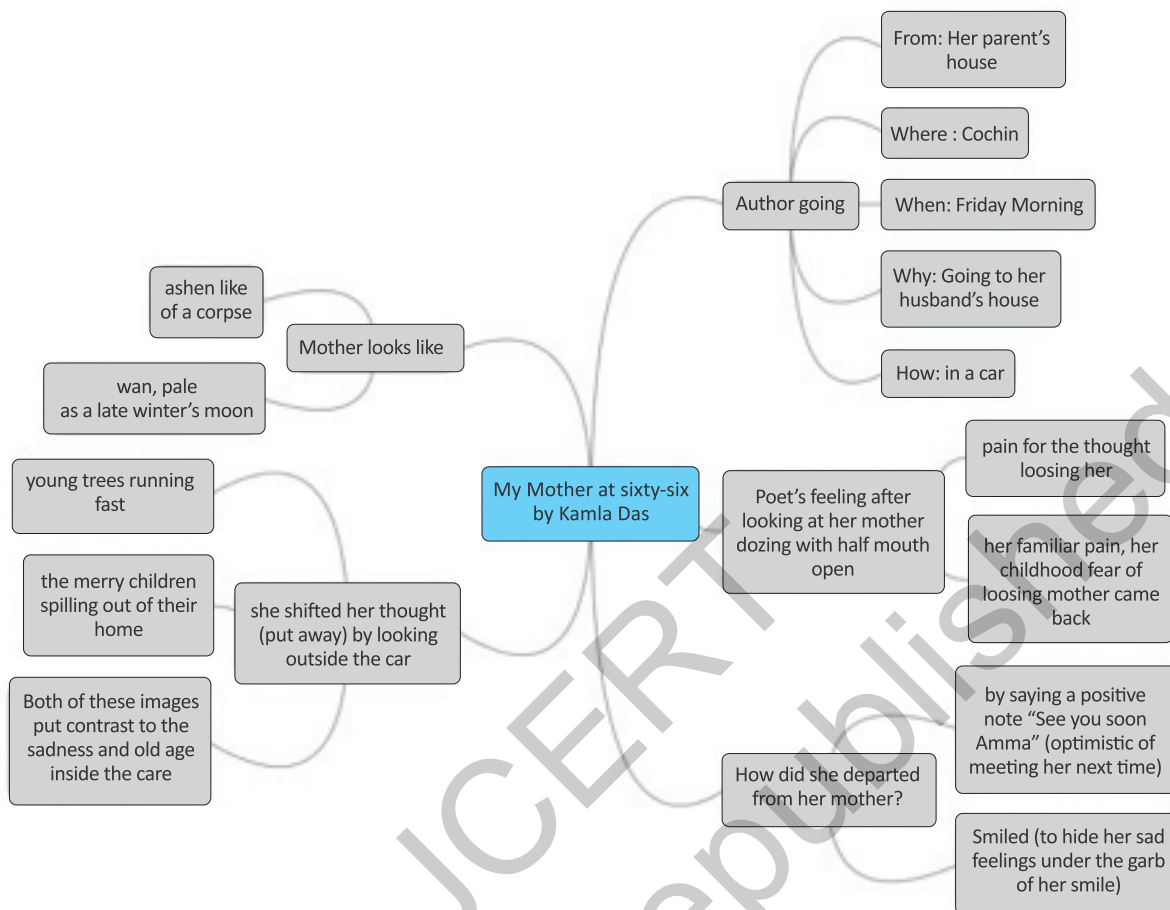 My Mother at sixty-six
by Kamla Das
Author going
From: Her parent's
house
Where : Cochin
When: Friday Morning
Why: Going to her
husband's house
How: in a car
Poet's feeling after
looking at her mother
dozing with half mouth
open
pain for the thought
loosing her
her familiar pain, her
childhood fear of
loosing mother came
back
How did she departed
from her mother?
by saying a positive
note “See you soon
Amma” (optimistic of
meeting her next time)
Smiled (to hide her sad
feelings under the garb
of her smile)
Mother looks like
ashen like
of a corpse
wan, pale
as a late winter's moon
she shifted her thought
(put away) by looking
outside the car
young trees running
fast
the merry children
spilling out of their
home
Both of these images
put contrast to the
sadness and old age
inside the care
JCERT
republished